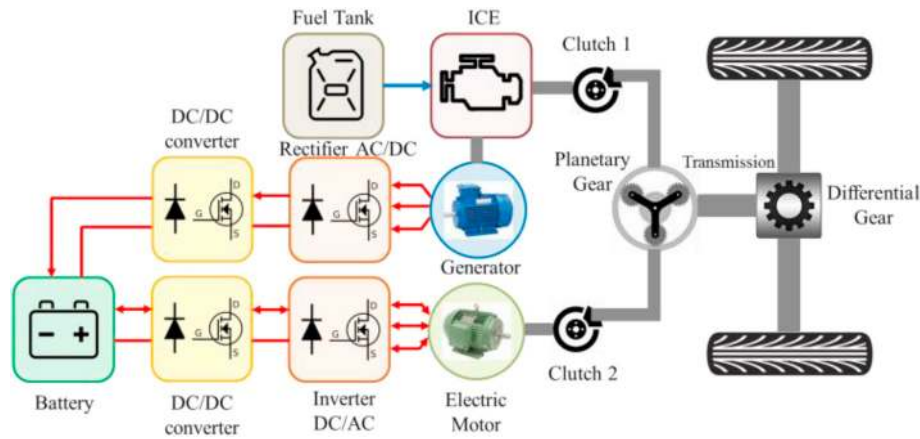 Fuel Tank
ICE
Clutch 1
DC/DC
converter
Rectifier AC/DC
Planetary
Gear
Transmission
Differential
Gear
D
G
S
D
G
S
Generator
D
G
S
D
G
S
Battery
DC/DC
converter
Inverter
DC/AC
Electric
Motor
Clutch 2